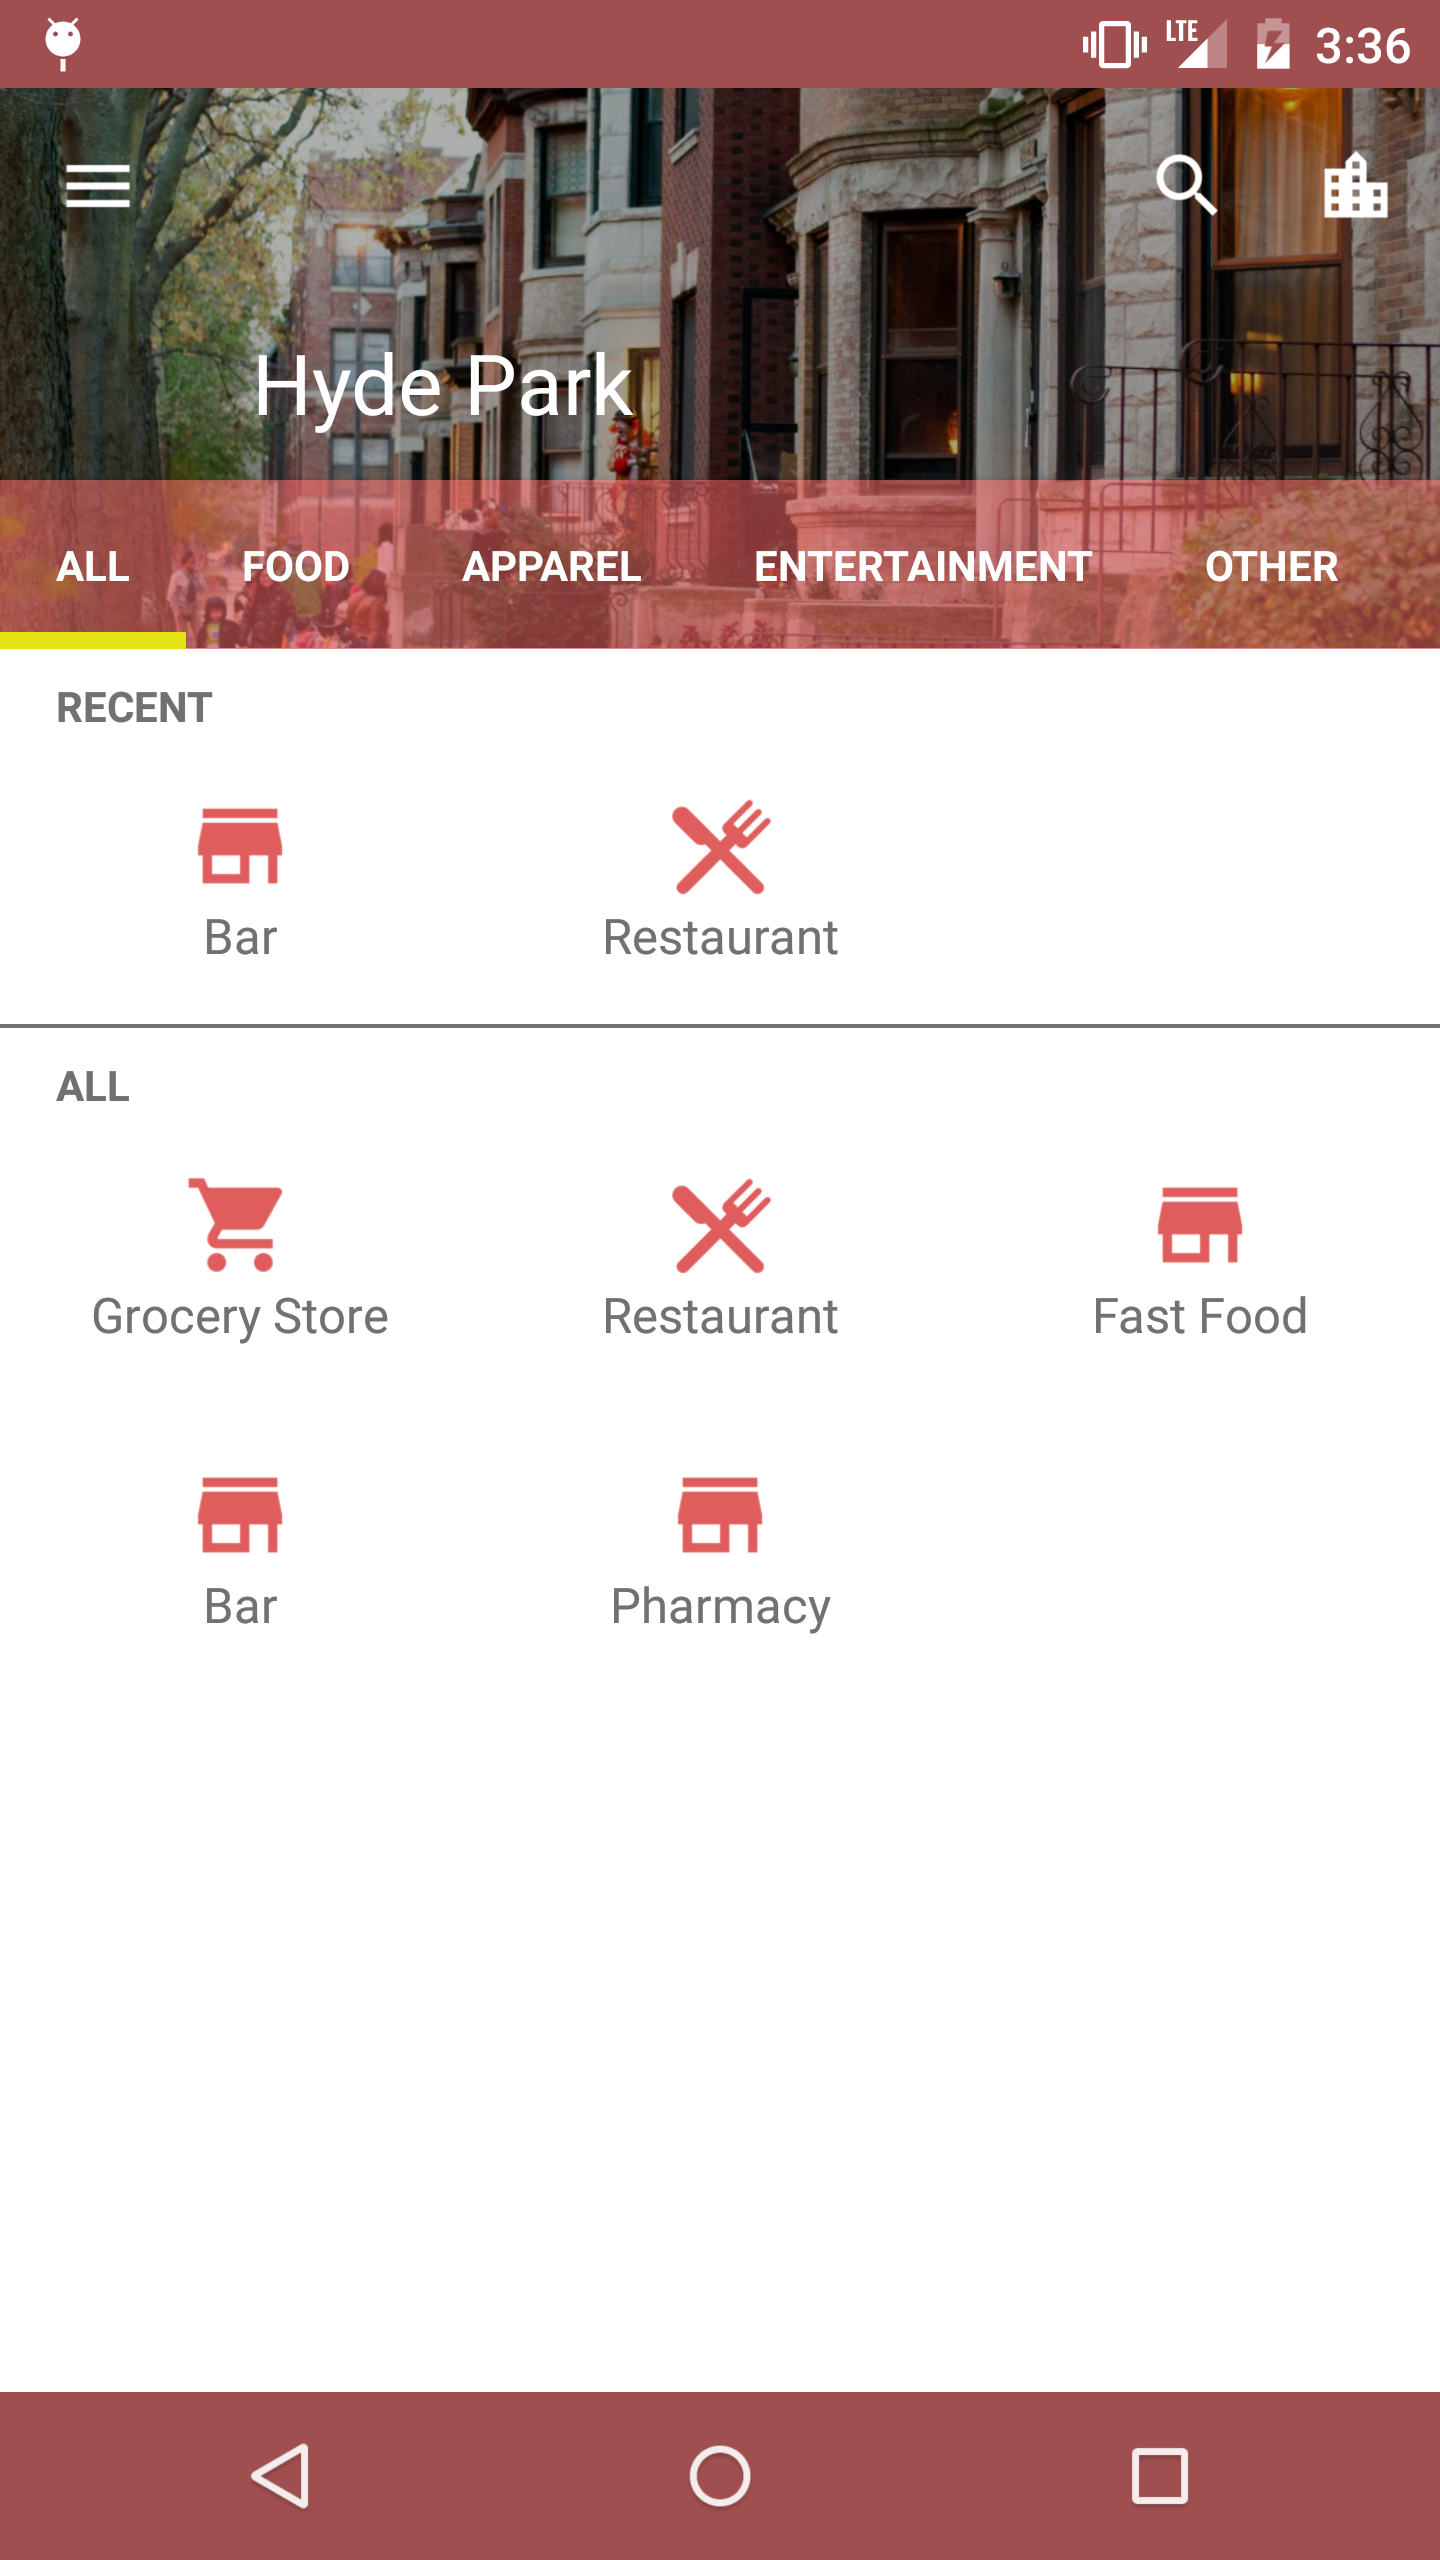 LTE 3:36
Hyde Park
ALL FOOD APPAREL ENTERTAINMENT OTHER
RECENT
Bar Restaurant
ALL
Grocery Store Restaurant Fast Food
Bar Pharmacy